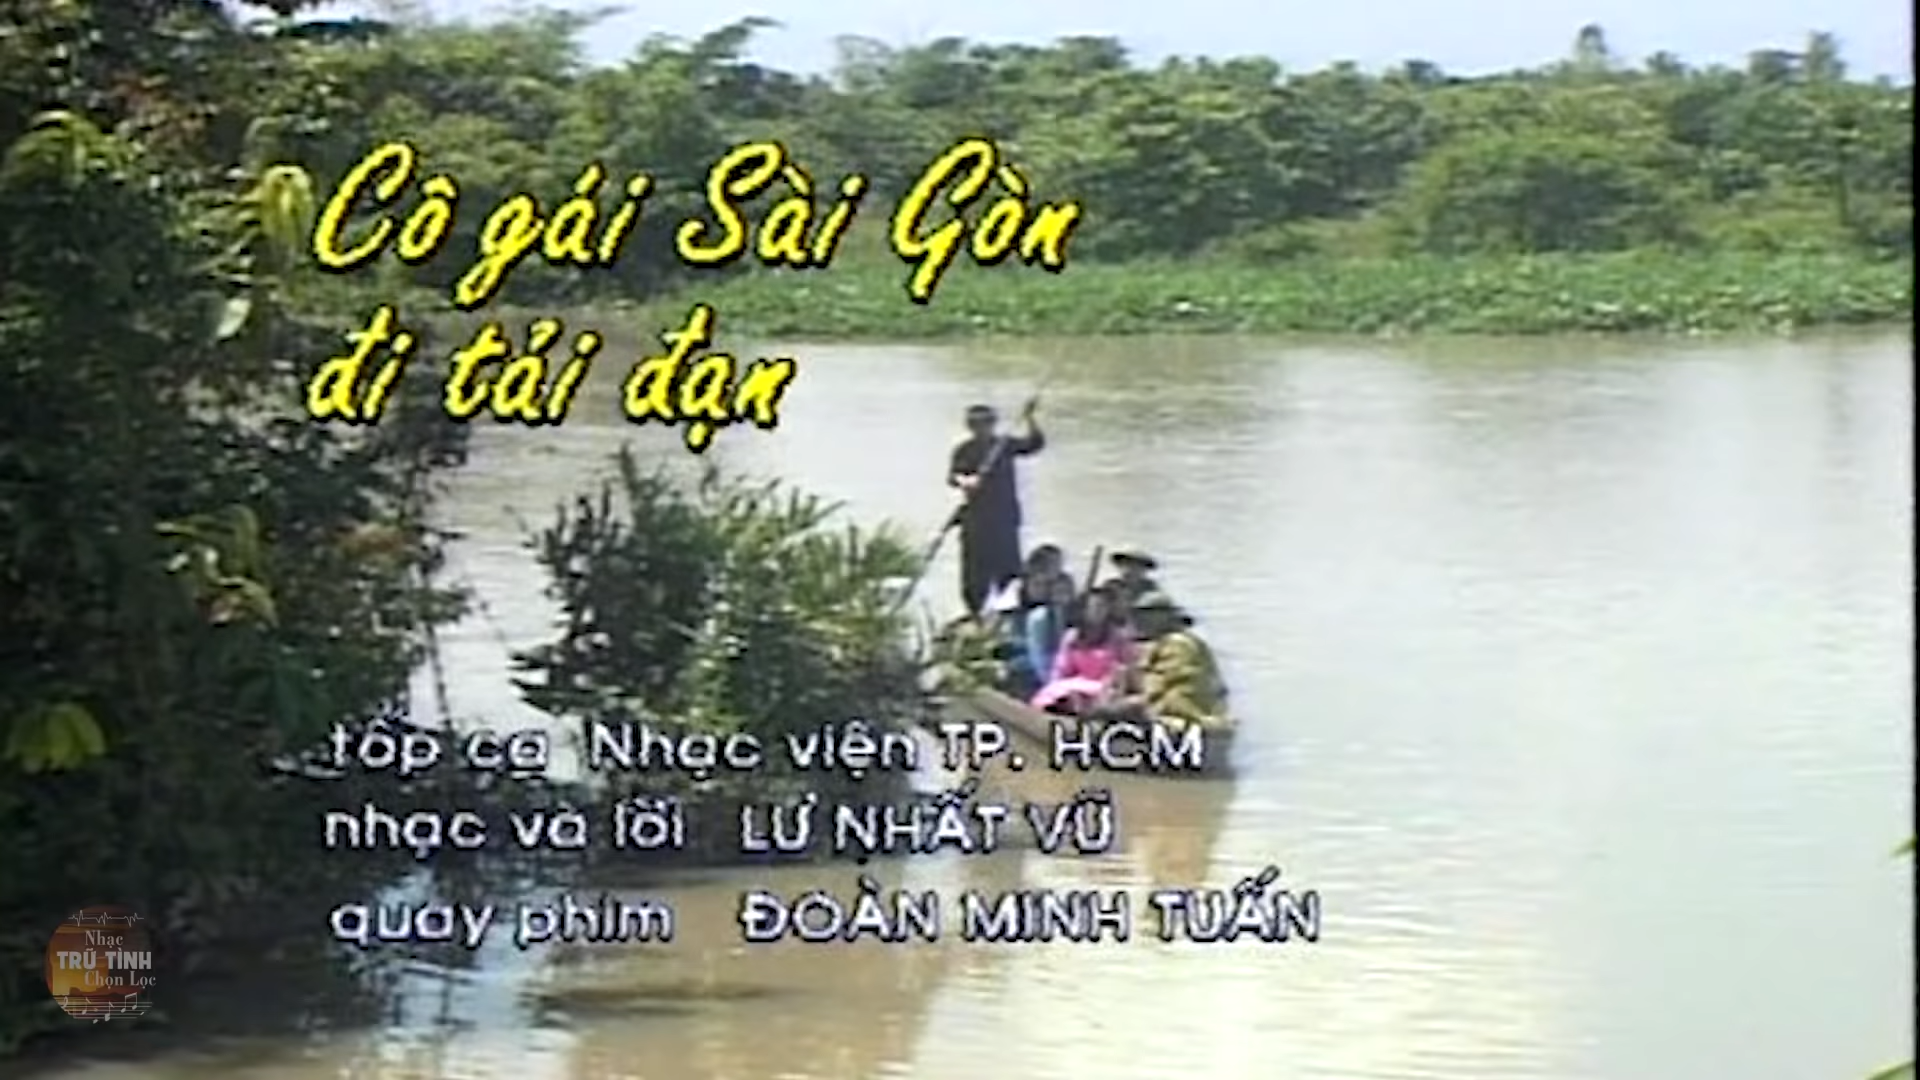 Cô gái Sài Gòn
đi tải đạn
tốp ca Nhạc viện TP. HCM
nhạc và lời LƯ NHẤT VŨ
quay phim ĐOÀN MINH TUẤN
Nhạc
TRỮ TÌNH
Chọn Lọc